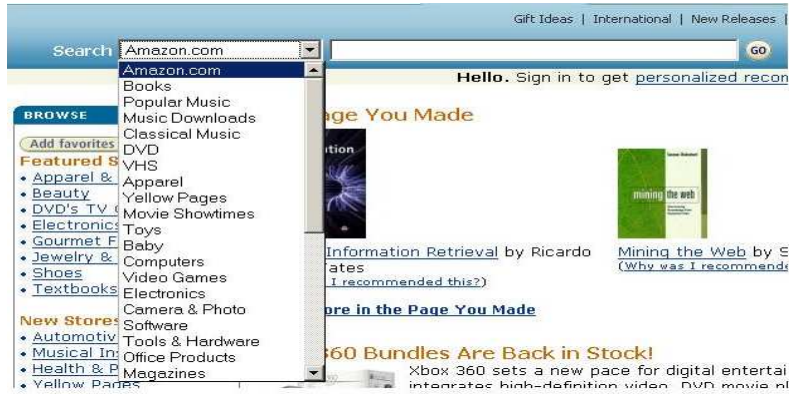 Gift Ideas | International | New Releases |
Search Amazon.com GO
Amazon.com
Books
Popular Music
Music Downloads
Classical Music
DVD
VHS
Apparel
Yellow Pages
Movie Showtimes
Toys
Baby
Computers
Video Games
Electronics
Camera & Photo
Software
Tools & Hardware
Office Products
Magazines
Hello. Sign in to get personalized recon
BROWSE
Add favorites
Featured S
• Apparel &
• Beauty
• DVD's TV
• Electronics
• Gourmet F
• Jewelry &
• Shoes
• Textbooks
New Stores
• Automotiv
• Musical In
• Health & P
• Yellow Pages
age You Made
tion
mining the web
Information Retrieval by Ricardo
ates
I recommended this?)
Mining the Web by S
(Why was I recommende
ore in the Page You Made
360 Bundles Are Back in Stock!
Xbox 360 sets a new pace for digital entertai
integrates high-definition video, DVD movie pl